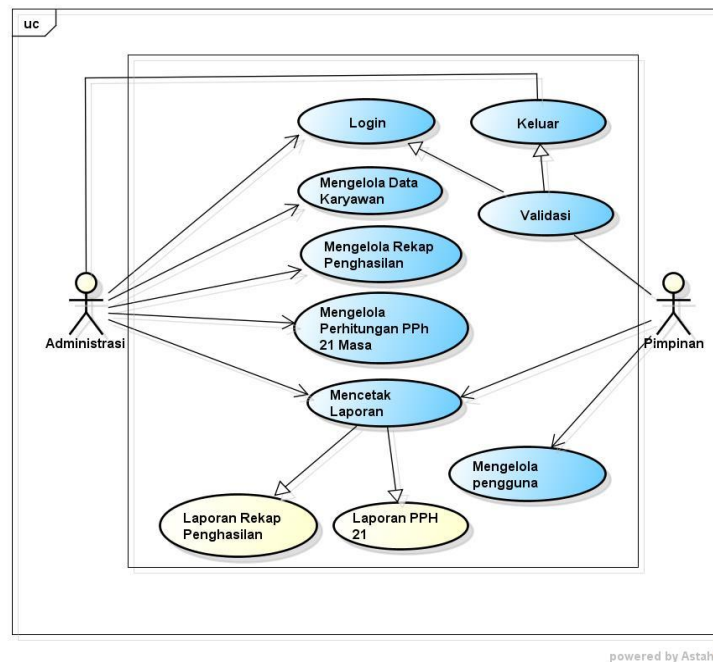 uc
Login
Keluar
Mengelola Data
Karyawan
Validasi
Mengelola Rekap
Penghasilan
Mengelola
Perhitungan PPh
21 Masa
Administrasi
Pimpinan
Mencetak
Laporan
Mengelola
pengguna
Laporan Rekap
Penghasilan
Laporan PPH
21
powered by Astah